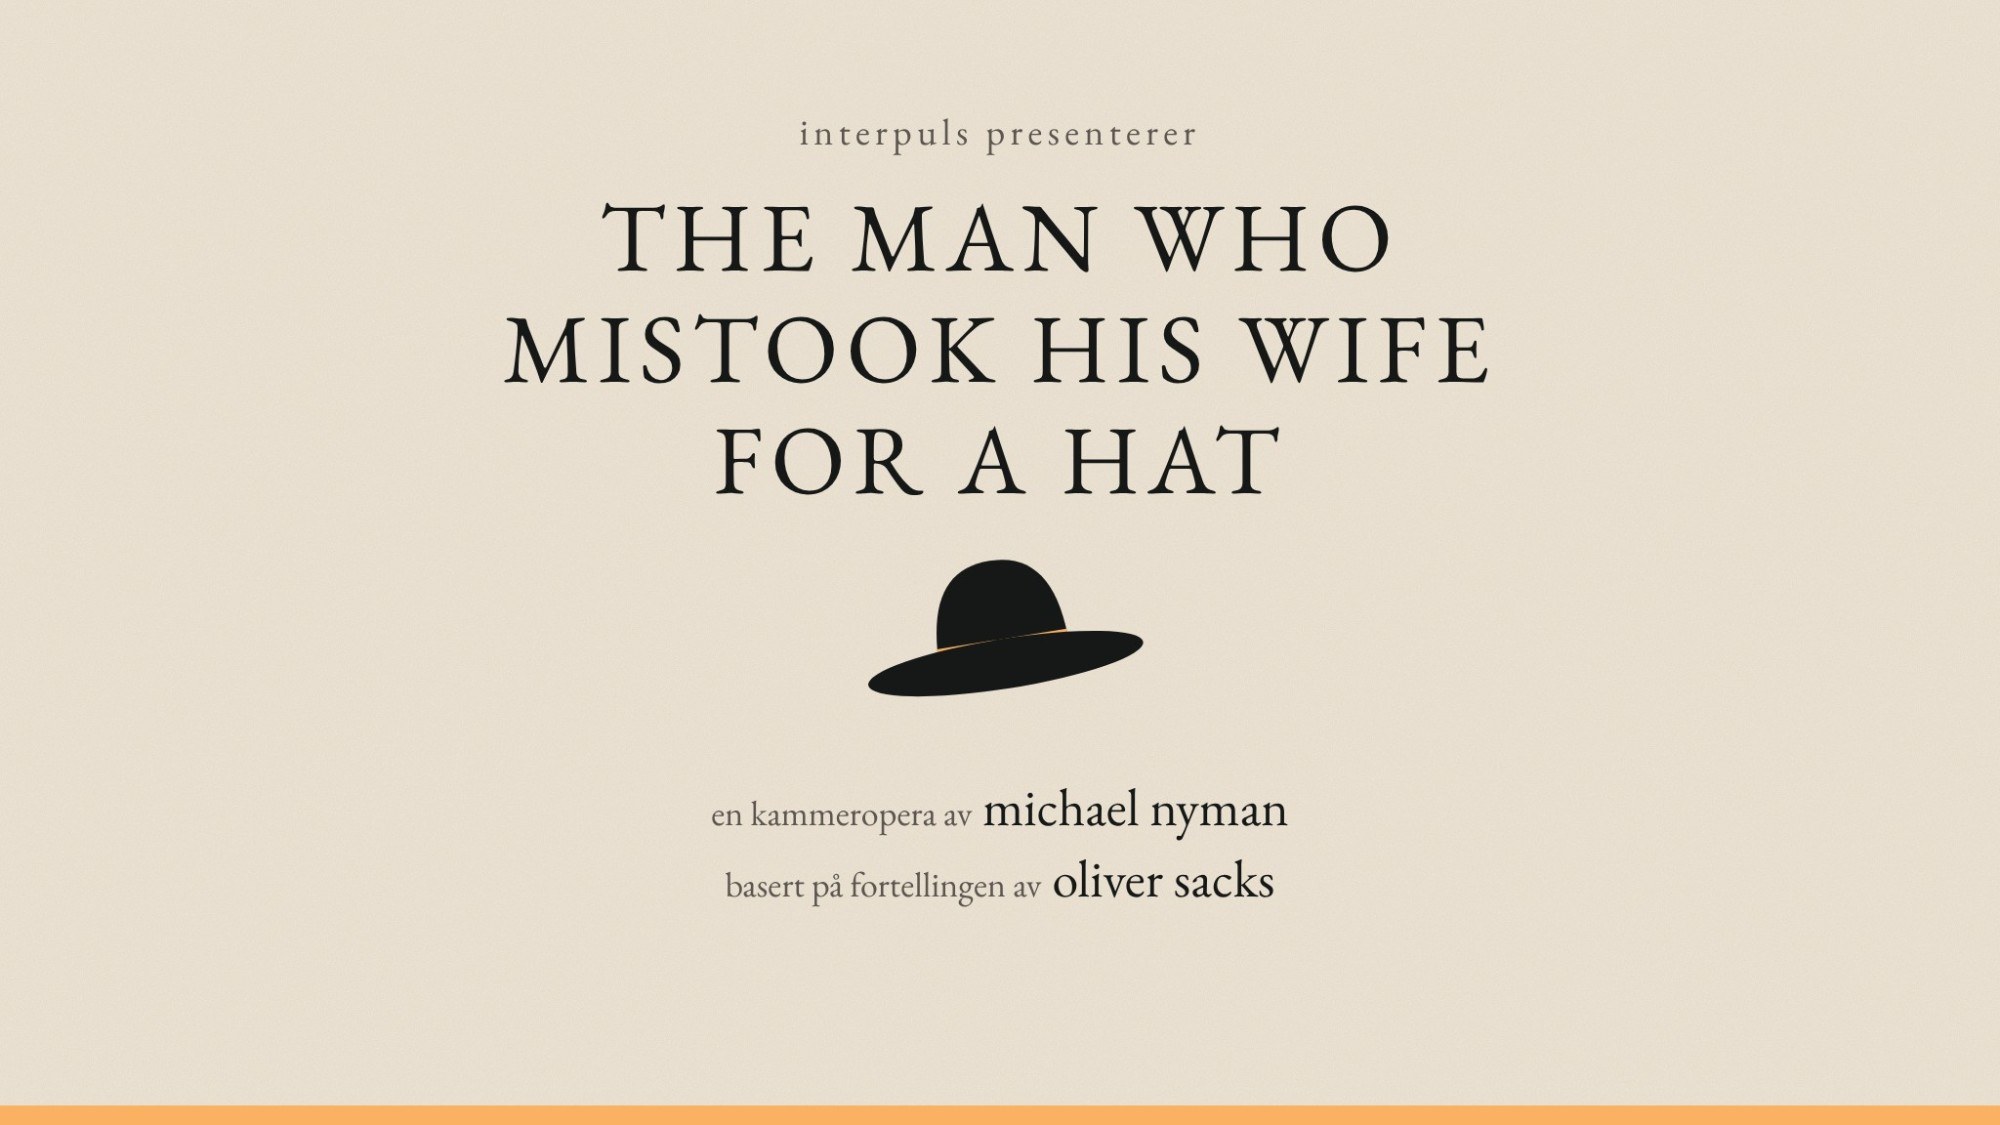 interpuls presenterer
THE MAN WHO
MISTOOK HIS WIFE
FOR A HAT
en kammeropera av michael nyman
basert på fortellingen av oliver sacks